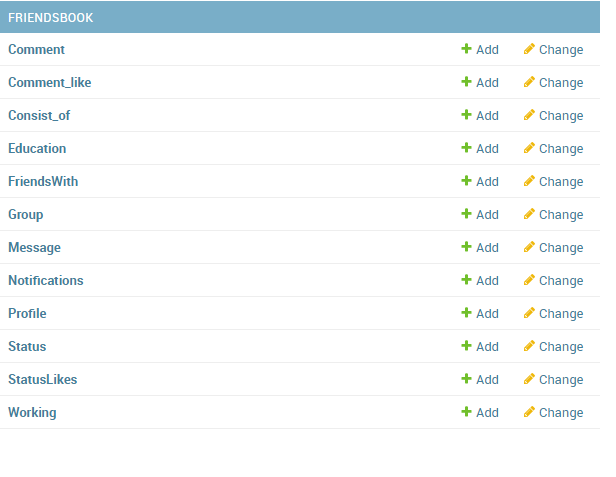 FRIENDSBOOK
Comment Add Change
Comment_like Add Change
Consist_of Add Change
Education Add Change
FriendsWith Add Change
Group Add Change
Message Add Change
Notifications Add Change
Profile Add Change
Status Add Change
StatusLikes Add Change
Working Add Change